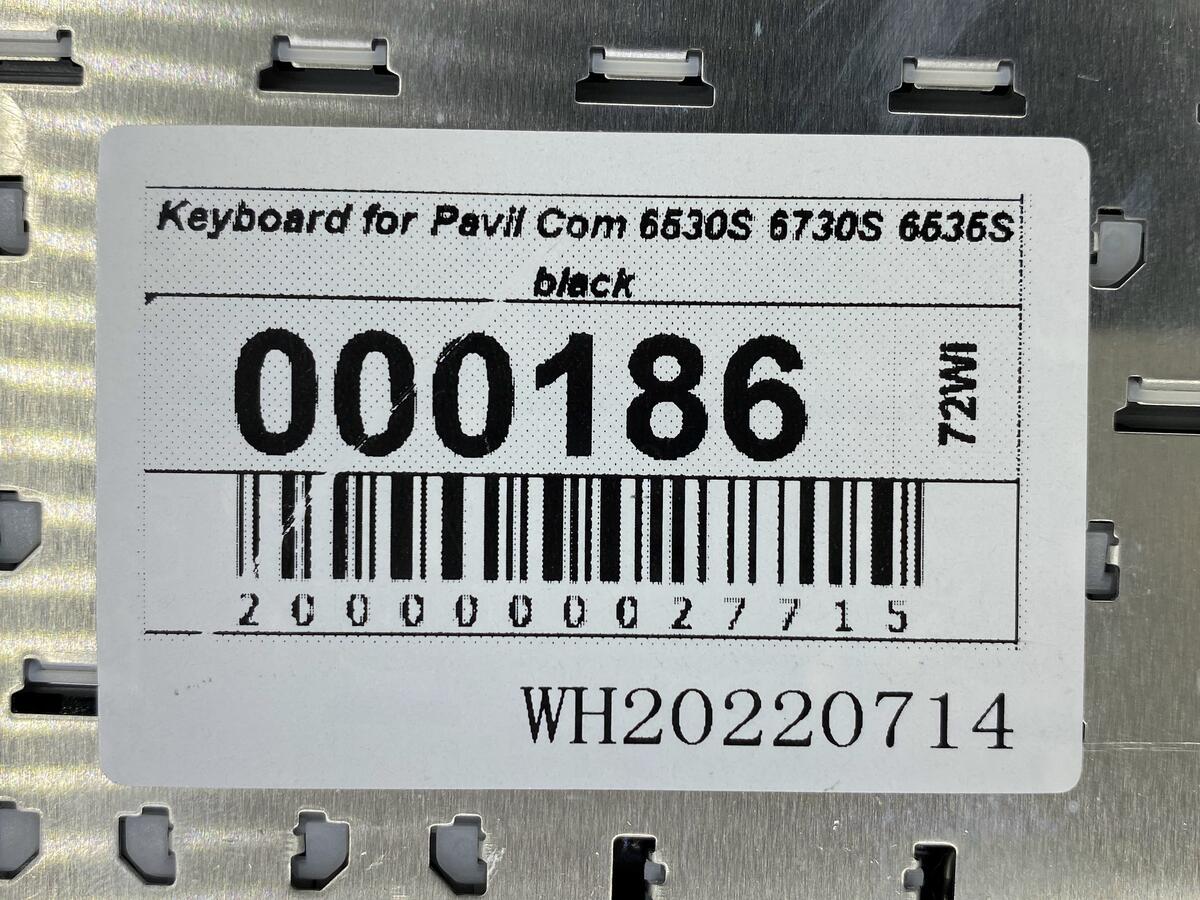 Keyboard for Pavil Com 6530S 6730S 6535S
black
000186
72WI
2000000027715
WH20220714